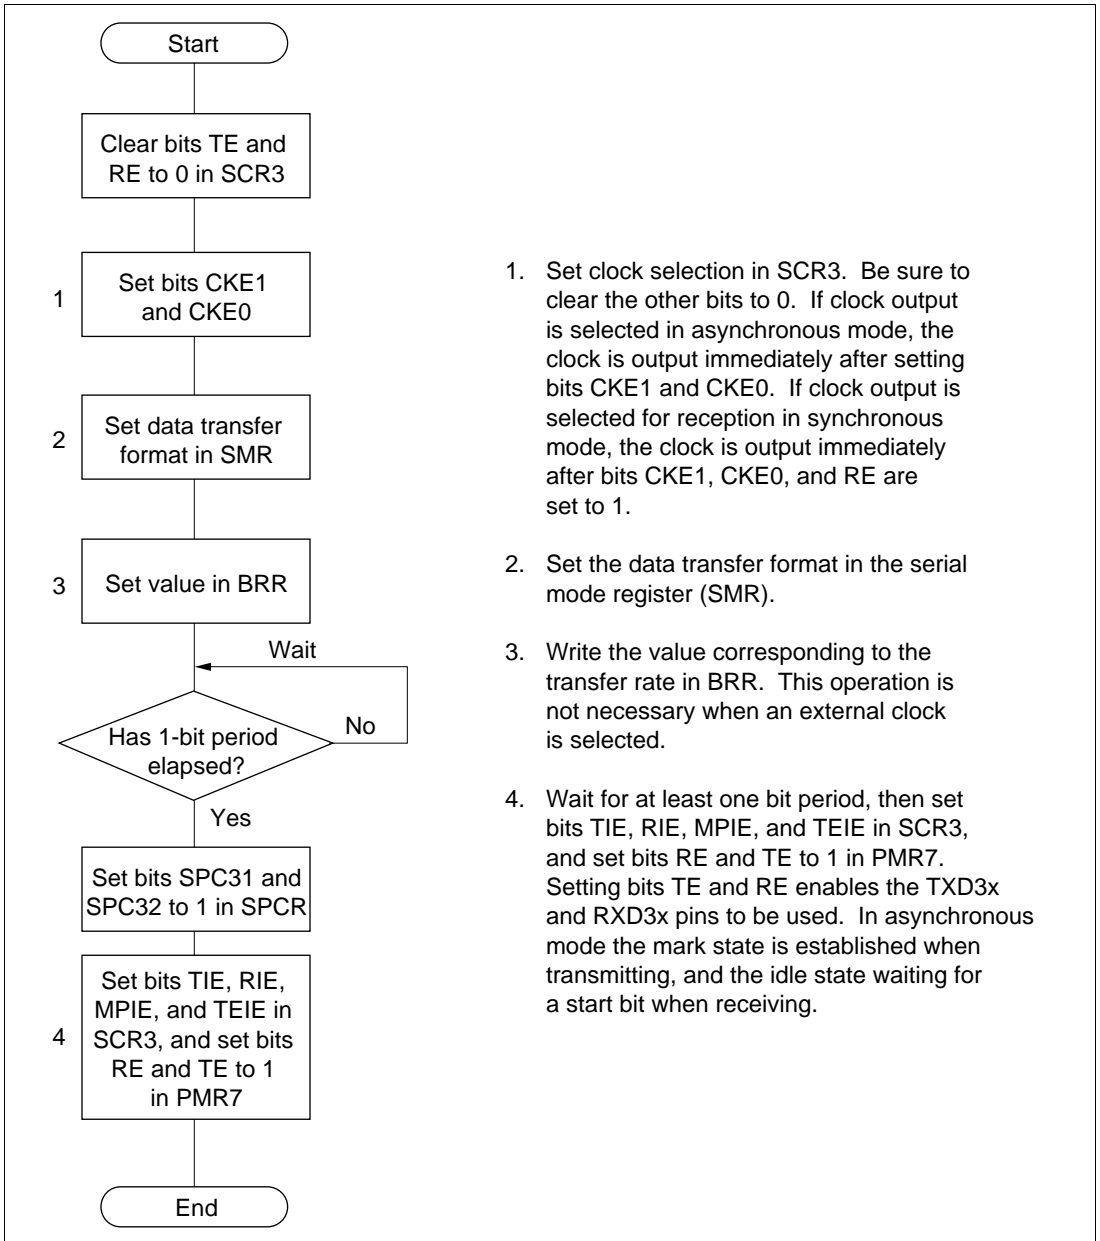 Start
Clear bits TE and
RE to 0 in SCR3
1
Set bits CKE1
and CKE0
2
Set data transfer
format in SMR
3
Set value in BRR
Wait
Has 1-bit period
elapsed?
No
Yes
Set bits SPC31 and
SPC32 to 1 in SPCR
4
Set bits TIE, RIE,
MPIE, and TEIE in
SCR3, and set bits
RE and TE to 1
in PMR7
End
1. Set clock selection in SCR3. Be sure to
clear the other bits to 0. If clock output
is selected in asynchronous mode, the
clock is output immediately after setting
bits CKE1 and CKE0. If clock output is
selected for reception in synchronous
mode, the clock is output immediately
after bits CKE1, CKE0, and RE are
set to 1.
2. Set the data transfer format in the serial
mode register (SMR).
3. Write the value corresponding to the
transfer rate in BRR. This operation is
not necessary when an external clock
is selected.
4. Wait for at least one bit period, then set
bits TIE, RIE, MPIE, and TEIE in SCR3,
and set bits RE and TE to 1 in PMR7.
Setting bits TE and RE enables the TXD3x
and RXD3x pins to be used. In asynchronous
mode the mark state is established when
transmitting, and the idle state waiting for
a start bit when receiving.